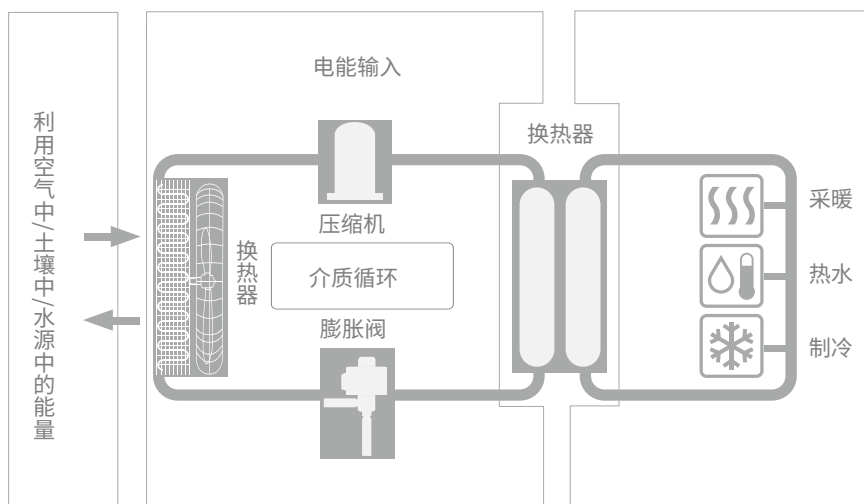 利用空气中/土壤中/水源中的能量
电能输入
压缩机
换热器
介质循环
膨胀阀
换热器
采暖
热水
制冷